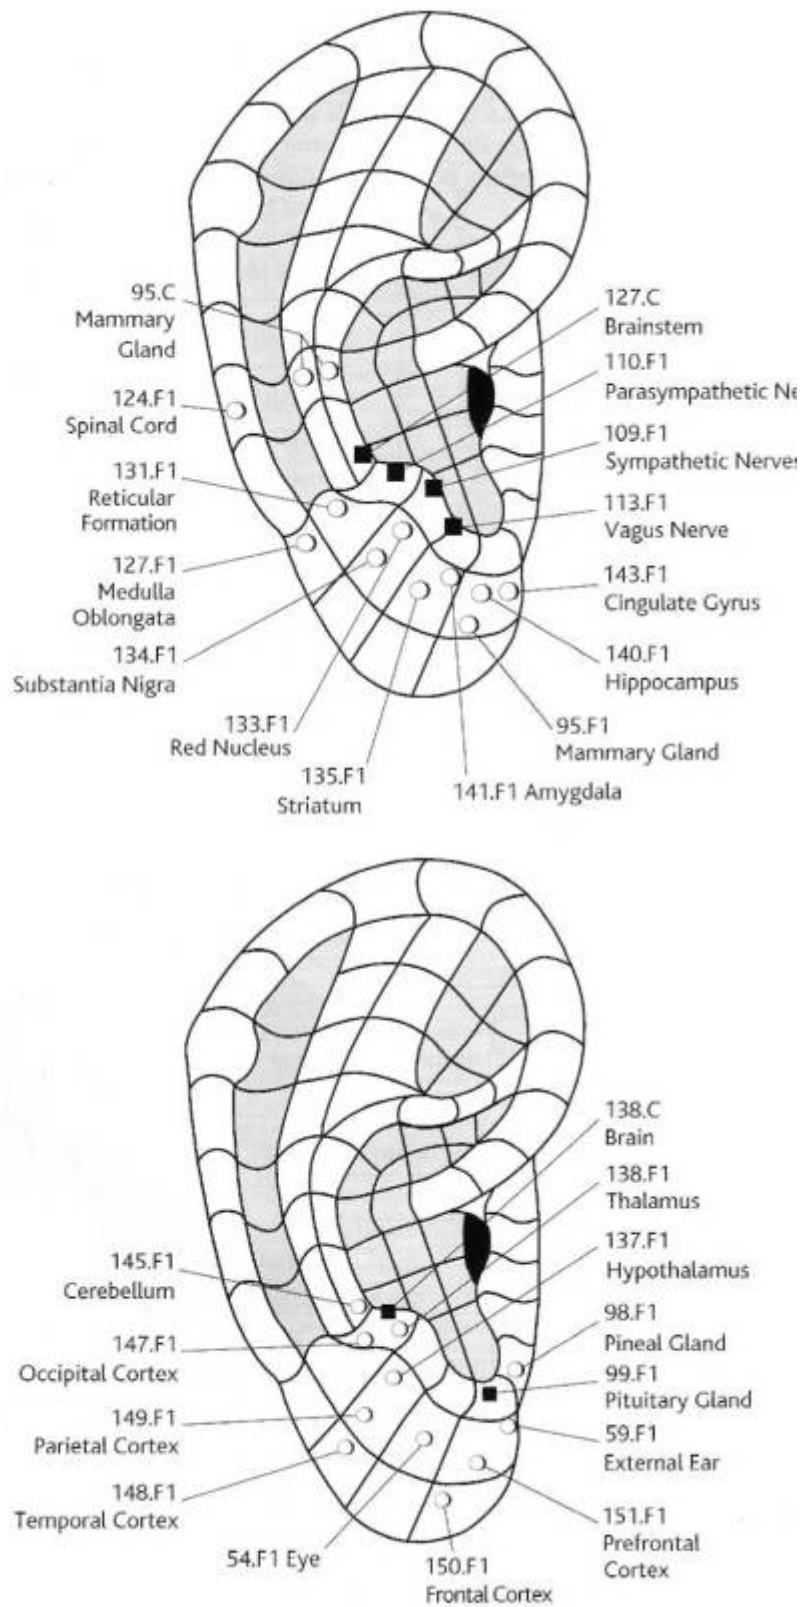 95.C
Mammary
Gland
124.F1
Spinal Cord
131.F1
Reticular
Formation
127.F1
Medulla
Oblongata
134.F1
Substantia Nigra
133.F1
Red Nucleus
135.F1
Striatum
127.C
Brainstem
110.F1
Parasympathetic Ne
109.F1
Sympathetic Nerves
113.F1
Vagus Nerve
143.F1
Cingulate Gyrus
140.F1
Hippocampus
95.F1
Mammary Gland
141.F1 Amygdala
145.F1
Cerebellum
147.F1
Occipital Cortex
149.F1
Parietal Cortex
148.F1
Temporal Cortex
54.F1 Eye
150.F1
Frontal Cortex
138.C
Brain
138.F1
Thalamus
137.F1
Hypothalamus
98.F1
Pineal Gland
99.F1
Pituitary Gland
59.F1
External Ear
151.F1
Prefrontal
Cortex